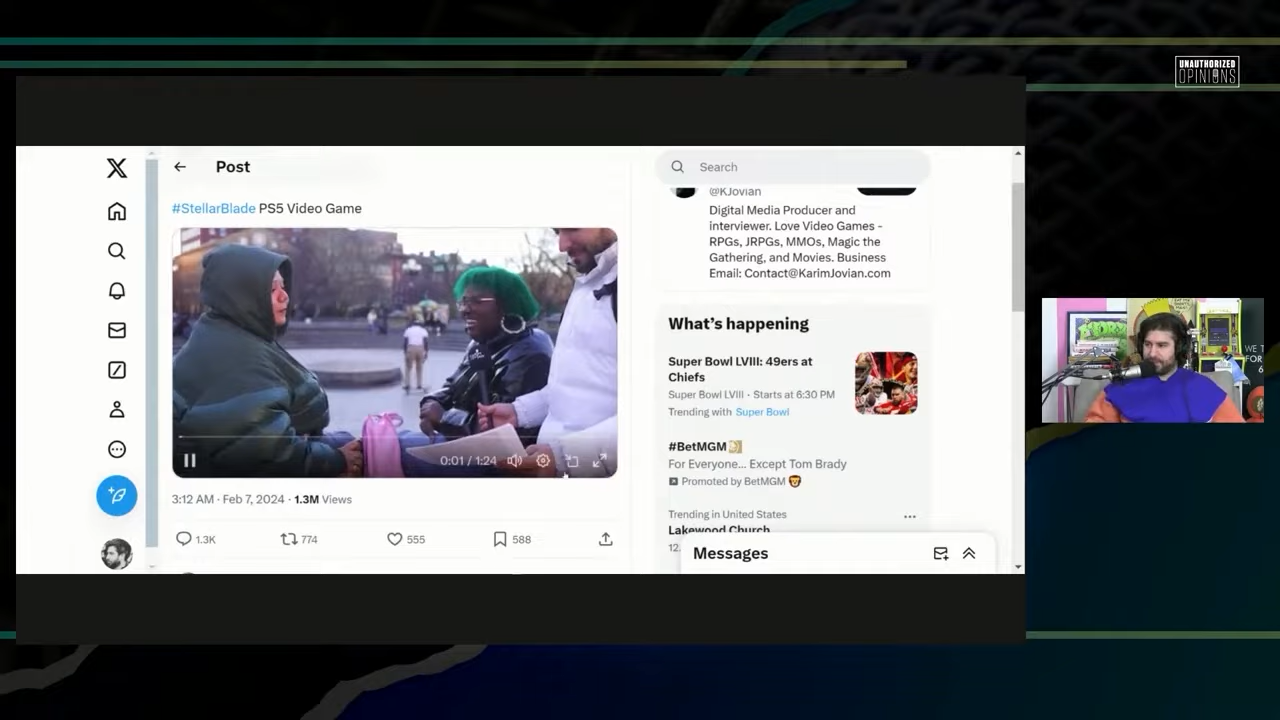 UNAUTHORIZED
OPINIONS
Post
#StellarBlade PS5 Video Game
0:01 / 1:24
3:12 AM · Feb 7, 2024 · 1.3M Views
1.3K
774
555
588
Search
@KJovian
Digital Media Producer and
interviewer. Love Video Games -
RPGs, JRPGs, MMOs, Magic the
Gathering, and Movies. Business
Email: Contact@KarimJovian.com
What's happening
Super Bowl LVIII: 49ers at
Chiefs
Super Bowl LVIII · Starts at 6:30 PM
Trending with Super Bowl
#BetMGM
For Everyone... Except Tom Brady
Promoted by BetMGM
Trending in United States
Lakewood Church
12.
Messages
WE T
FOR
6